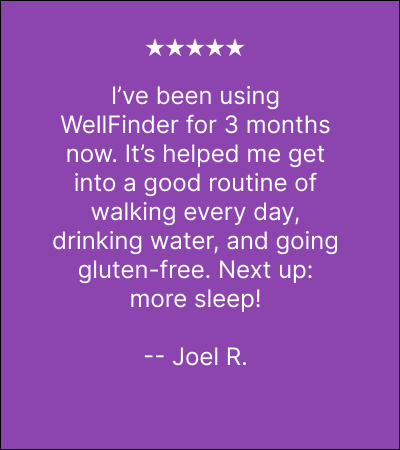 ★★★★★
I’ve been using
WellFinder for 3 months
now. It’s helped me get
into a good routine of
walking every day,
drinking water, and going
gluten-free. Next up:
more sleep!
-- Joel R.